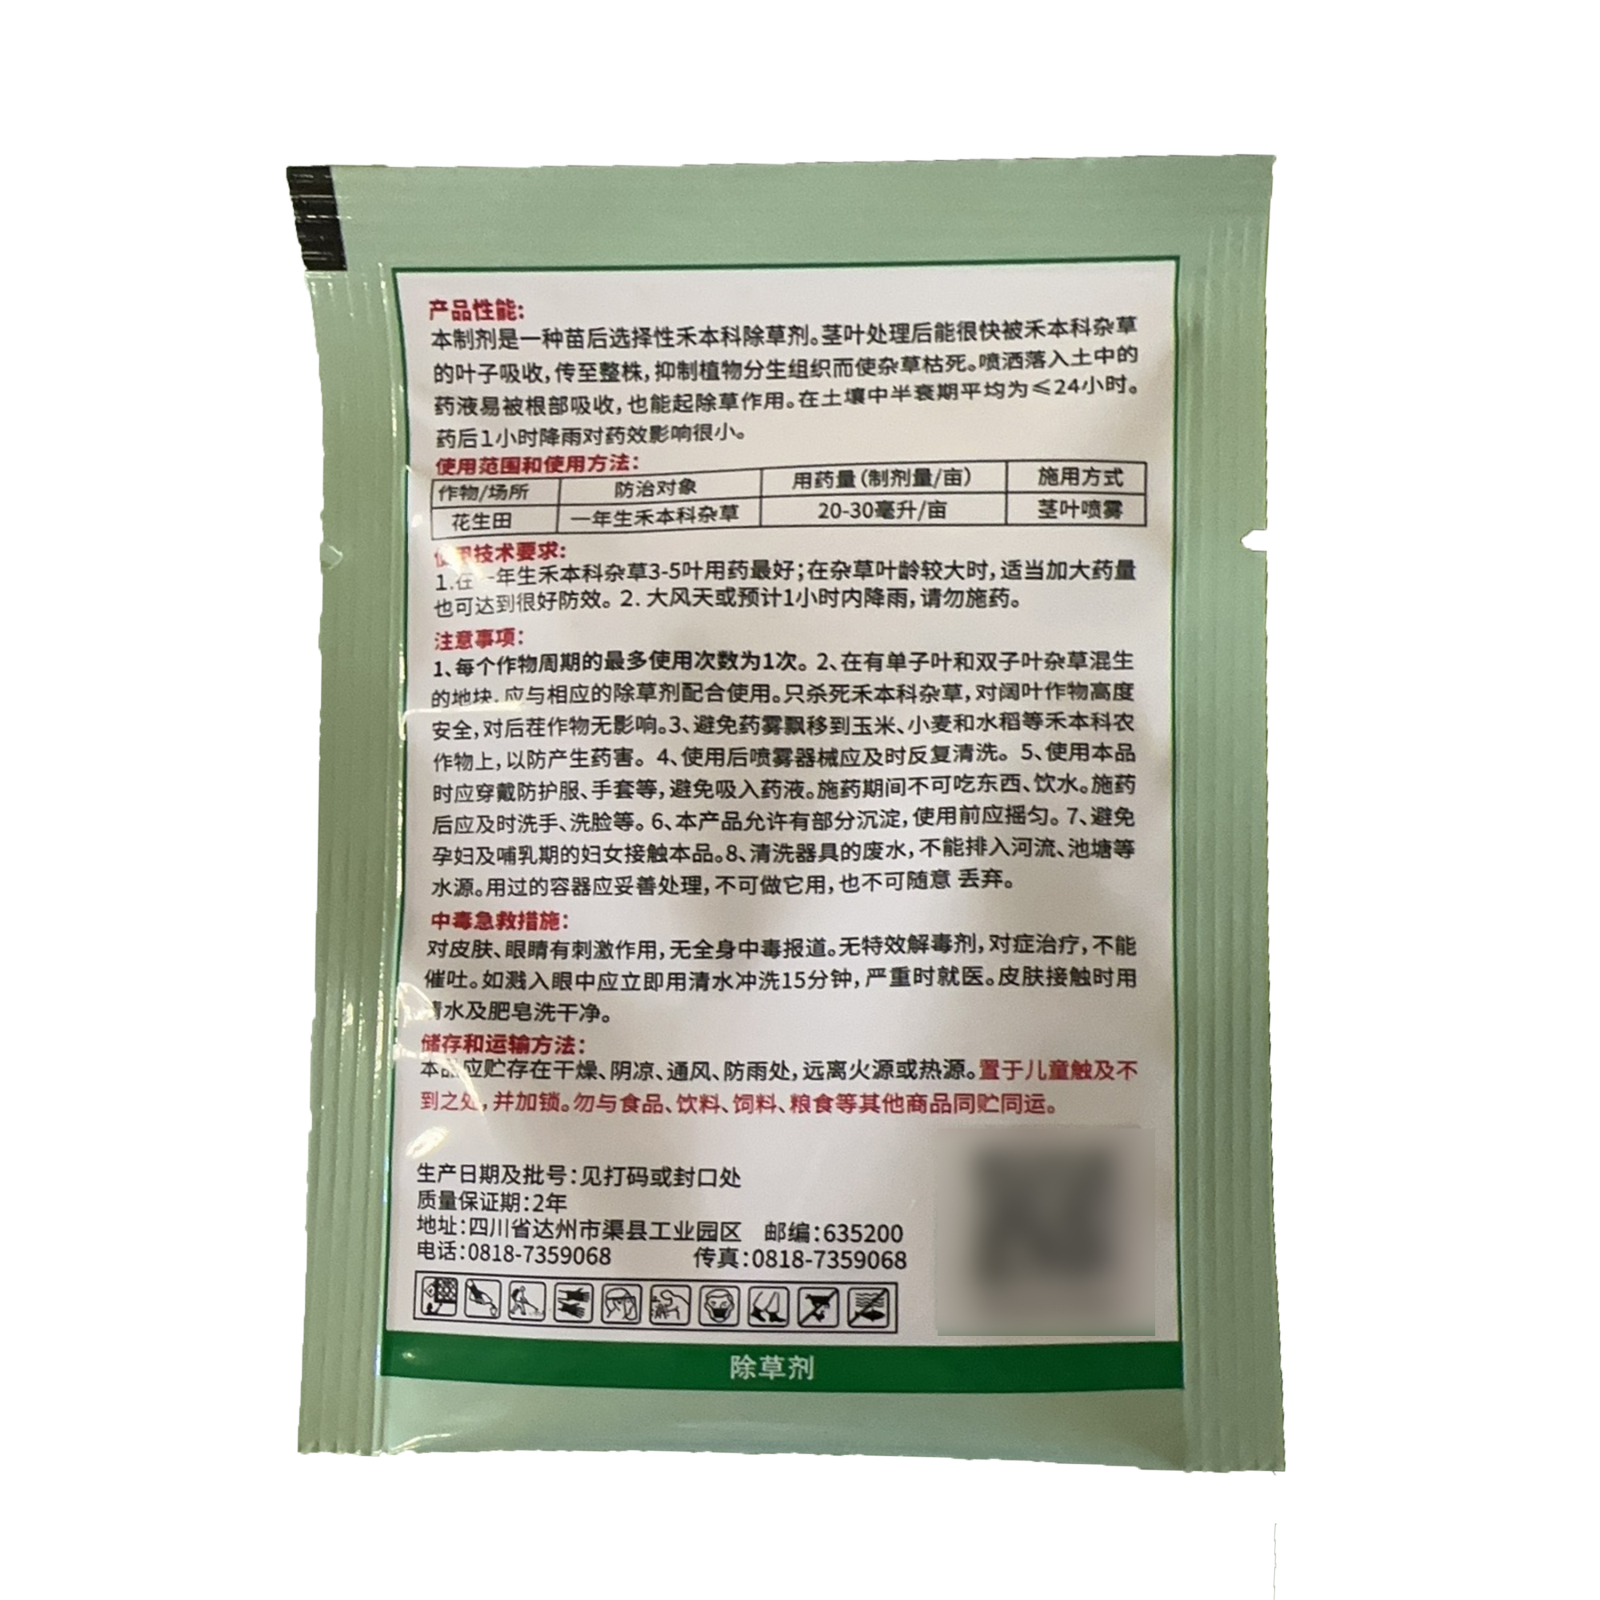 产品性能：
本制剂是一种苗后选择性禾本科除草剂。茎叶处理后能很快被禾本科杂草
的叶子吸收，传至整株，抑制植物分生组织而使杂草枯死。喷洒落入土中的
药液易被根部吸收，也能起除草作用。在土壤中半衰期平均为≤24小时。
药后1小时降雨对药效影响很小。
使用范围和使用方法：
作物/场所 防治对象 用药量（制剂量/亩） 施用方式
花生田 一年生禾本科杂草 20-30毫升/亩 茎叶喷雾
使用技术要求：
1.在一年生禾本科杂草3-5叶用药最好；在杂草叶龄较大时，适当加大药量
也可达到很好防效。2. 大风天或预计1小时内降雨，请勿施药。
注意事项：
1、每个作物周期的最多使用次数为1次。2、在有单子叶和双子叶杂草混生
的地块，应与相应的除草剂配合使用。只杀死禾本科杂草，对阔叶作物高度
安全，对后茬作物无影响。3、避免药雾飘移到玉米、小麦和水稻等禾本科农
作物上，以防产生药害。4、使用后喷雾器械应及时反复清洗。5、使用本品
时应穿戴防护服、手套等，避免吸入药液。施药期间不可吃东西、饮水。施药
后应及时洗手、洗脸等。6、本产品允许有部分沉淀，使用前应摇匀。7、避免
孕妇及哺乳期的妇女接触本品。8、清洗器具的废水，不能排入河流、池塘等
水源。用过的容器应妥善处理，不可做它用，也不可随意 丢弃。
中毒急救措施：
对皮肤、眼睛有刺激作用，无全身中毒报道。无特效解毒剂，对症治疗，不能
催吐。如溅入眼中应立即用清水冲洗15分钟，严重时就医。皮肤接触时用
清水及肥皂洗干净。
储存和运输方法：
本品应贮存在干燥、阴凉、通风、防雨处，远离火源或热源。置于儿童触及不
到之处，并加锁。勿与食品、饮料、饲料、粮食等其他商品同贮同运。
生产日期及批号：见打码或封口处
质量保证期：2年
地址：四川省达州市渠县工业园区 邮编：635200
电话：0818-7359068 传真：0818-7359068
除草剂